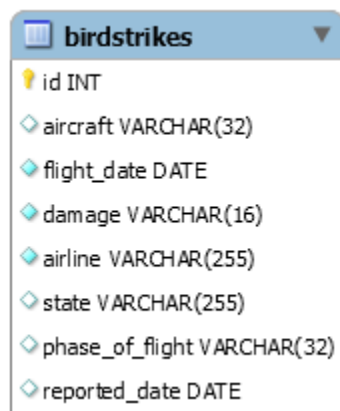 birdstrikes
id INT
aircraft VARCHAR(32)
flight_date DATE
damage VARCHAR(16)
airline VARCHAR(255)
state VARCHAR(255)
phase_of_flight VARCHAR(32)
reported_date DATE